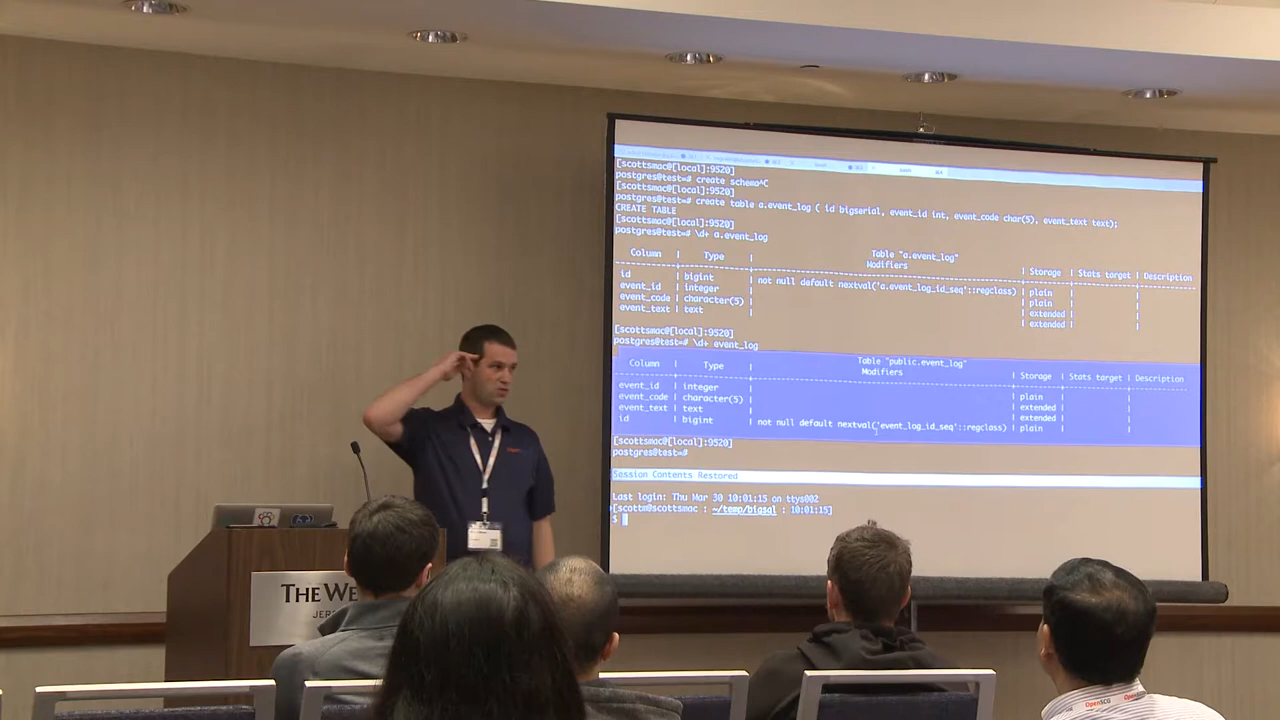 [scottsmac@[local]:9520]
postgres@test=# create schema^C
[scottsmac@[local]:9520]
postgres@test=# create table a.event_log ( id bigserial, event_id int, event_code char(5), event_text text);
CREATE TABLE
[scottsmac@[local]:9520]
postgres@test=# \d+ a.event_log
Table "a.event_log"
Column | Type | Modifiers | Storage | Stats target | Description
id | bigint | not null default nextval('a.event_log_id_seq'::regclass) | plain | |
event_id | integer | | plain | |
event_code | character(5) | | extended | |
event_text | text | | extended | |
[scottsmac@[local]:9520]
postgres@test=# \d+ event_log
Table "public.event_log"
Column | Type | Modifiers | Storage | Stats target | Description
event_id | integer | | plain | |
event_code | character(5) | | extended | |
event_text | text | | extended | |
id | bigint | not null default nextval('event_log_id_seq'::regclass) | plain | |
[scottsmac@[local]:9520]
postgres@test=#
Session Contents Restored
Last login: Thu Mar 30 10:01:15 on ttys002
[scottm@scottsmac : ~/temp/bigsql : 10:01:15]
$
THE WE
JER
OpenSCG